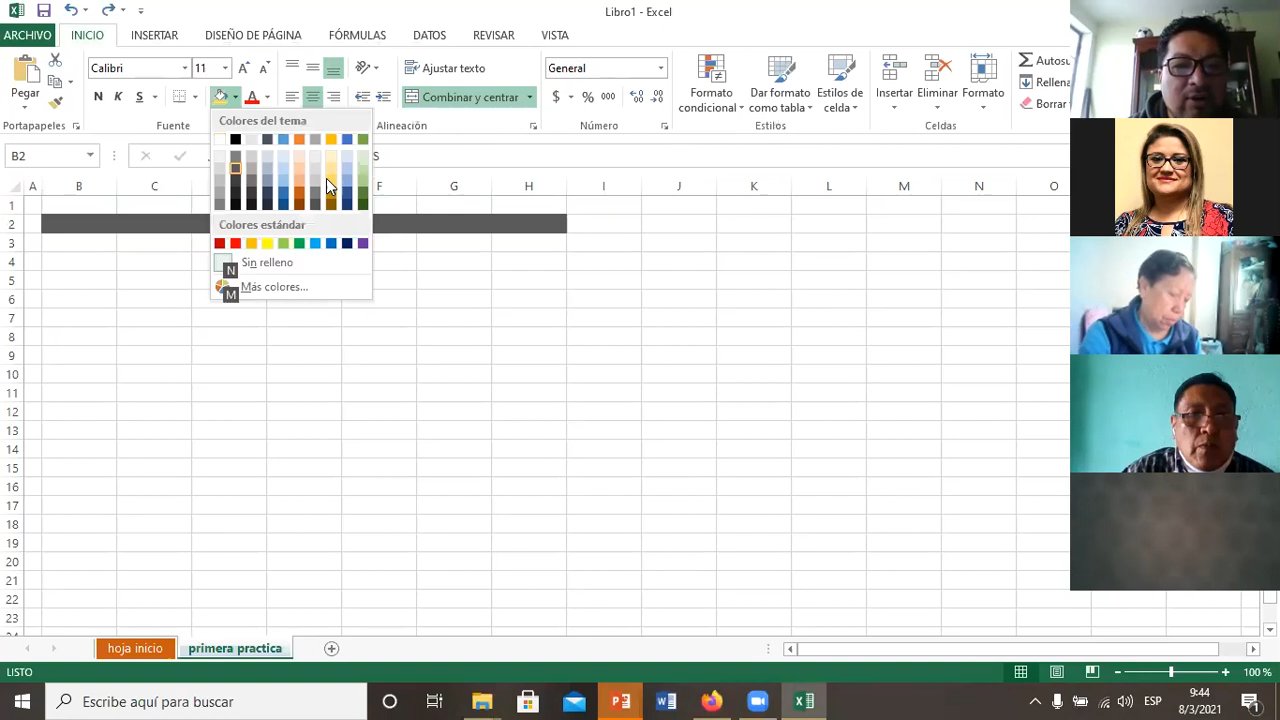 Libro1 - Excel
ARCHIVO INICIO INSERTAR DISEÑO DE PÁGINA FÓRMULAS DATOS REVISAR VISTA
Pegar
Calibri 11
N K S
Ajustar texto
Combinar y centrar
General
$ % 000
Formato condicional
Dar formato como tabla
Estilos de celda
Insertar Eliminar Formato
Autosu
Rellena
Borrar
Portapapeles Fuente Alineación Número Estilos Celdas
Colores del tema
B2
S
A B C F G H I J K L M N O
1
2
3
4
5
6
7
8
9
10
11
12
13
14
15
16
17
18
19
20
21
22
23
Colores estándar
N Sin relleno
M Más colores...
hoja inicio primera practica
LISTO 100 %
Escribe aquí para buscar
ESP
9:44
8/3/2021
1